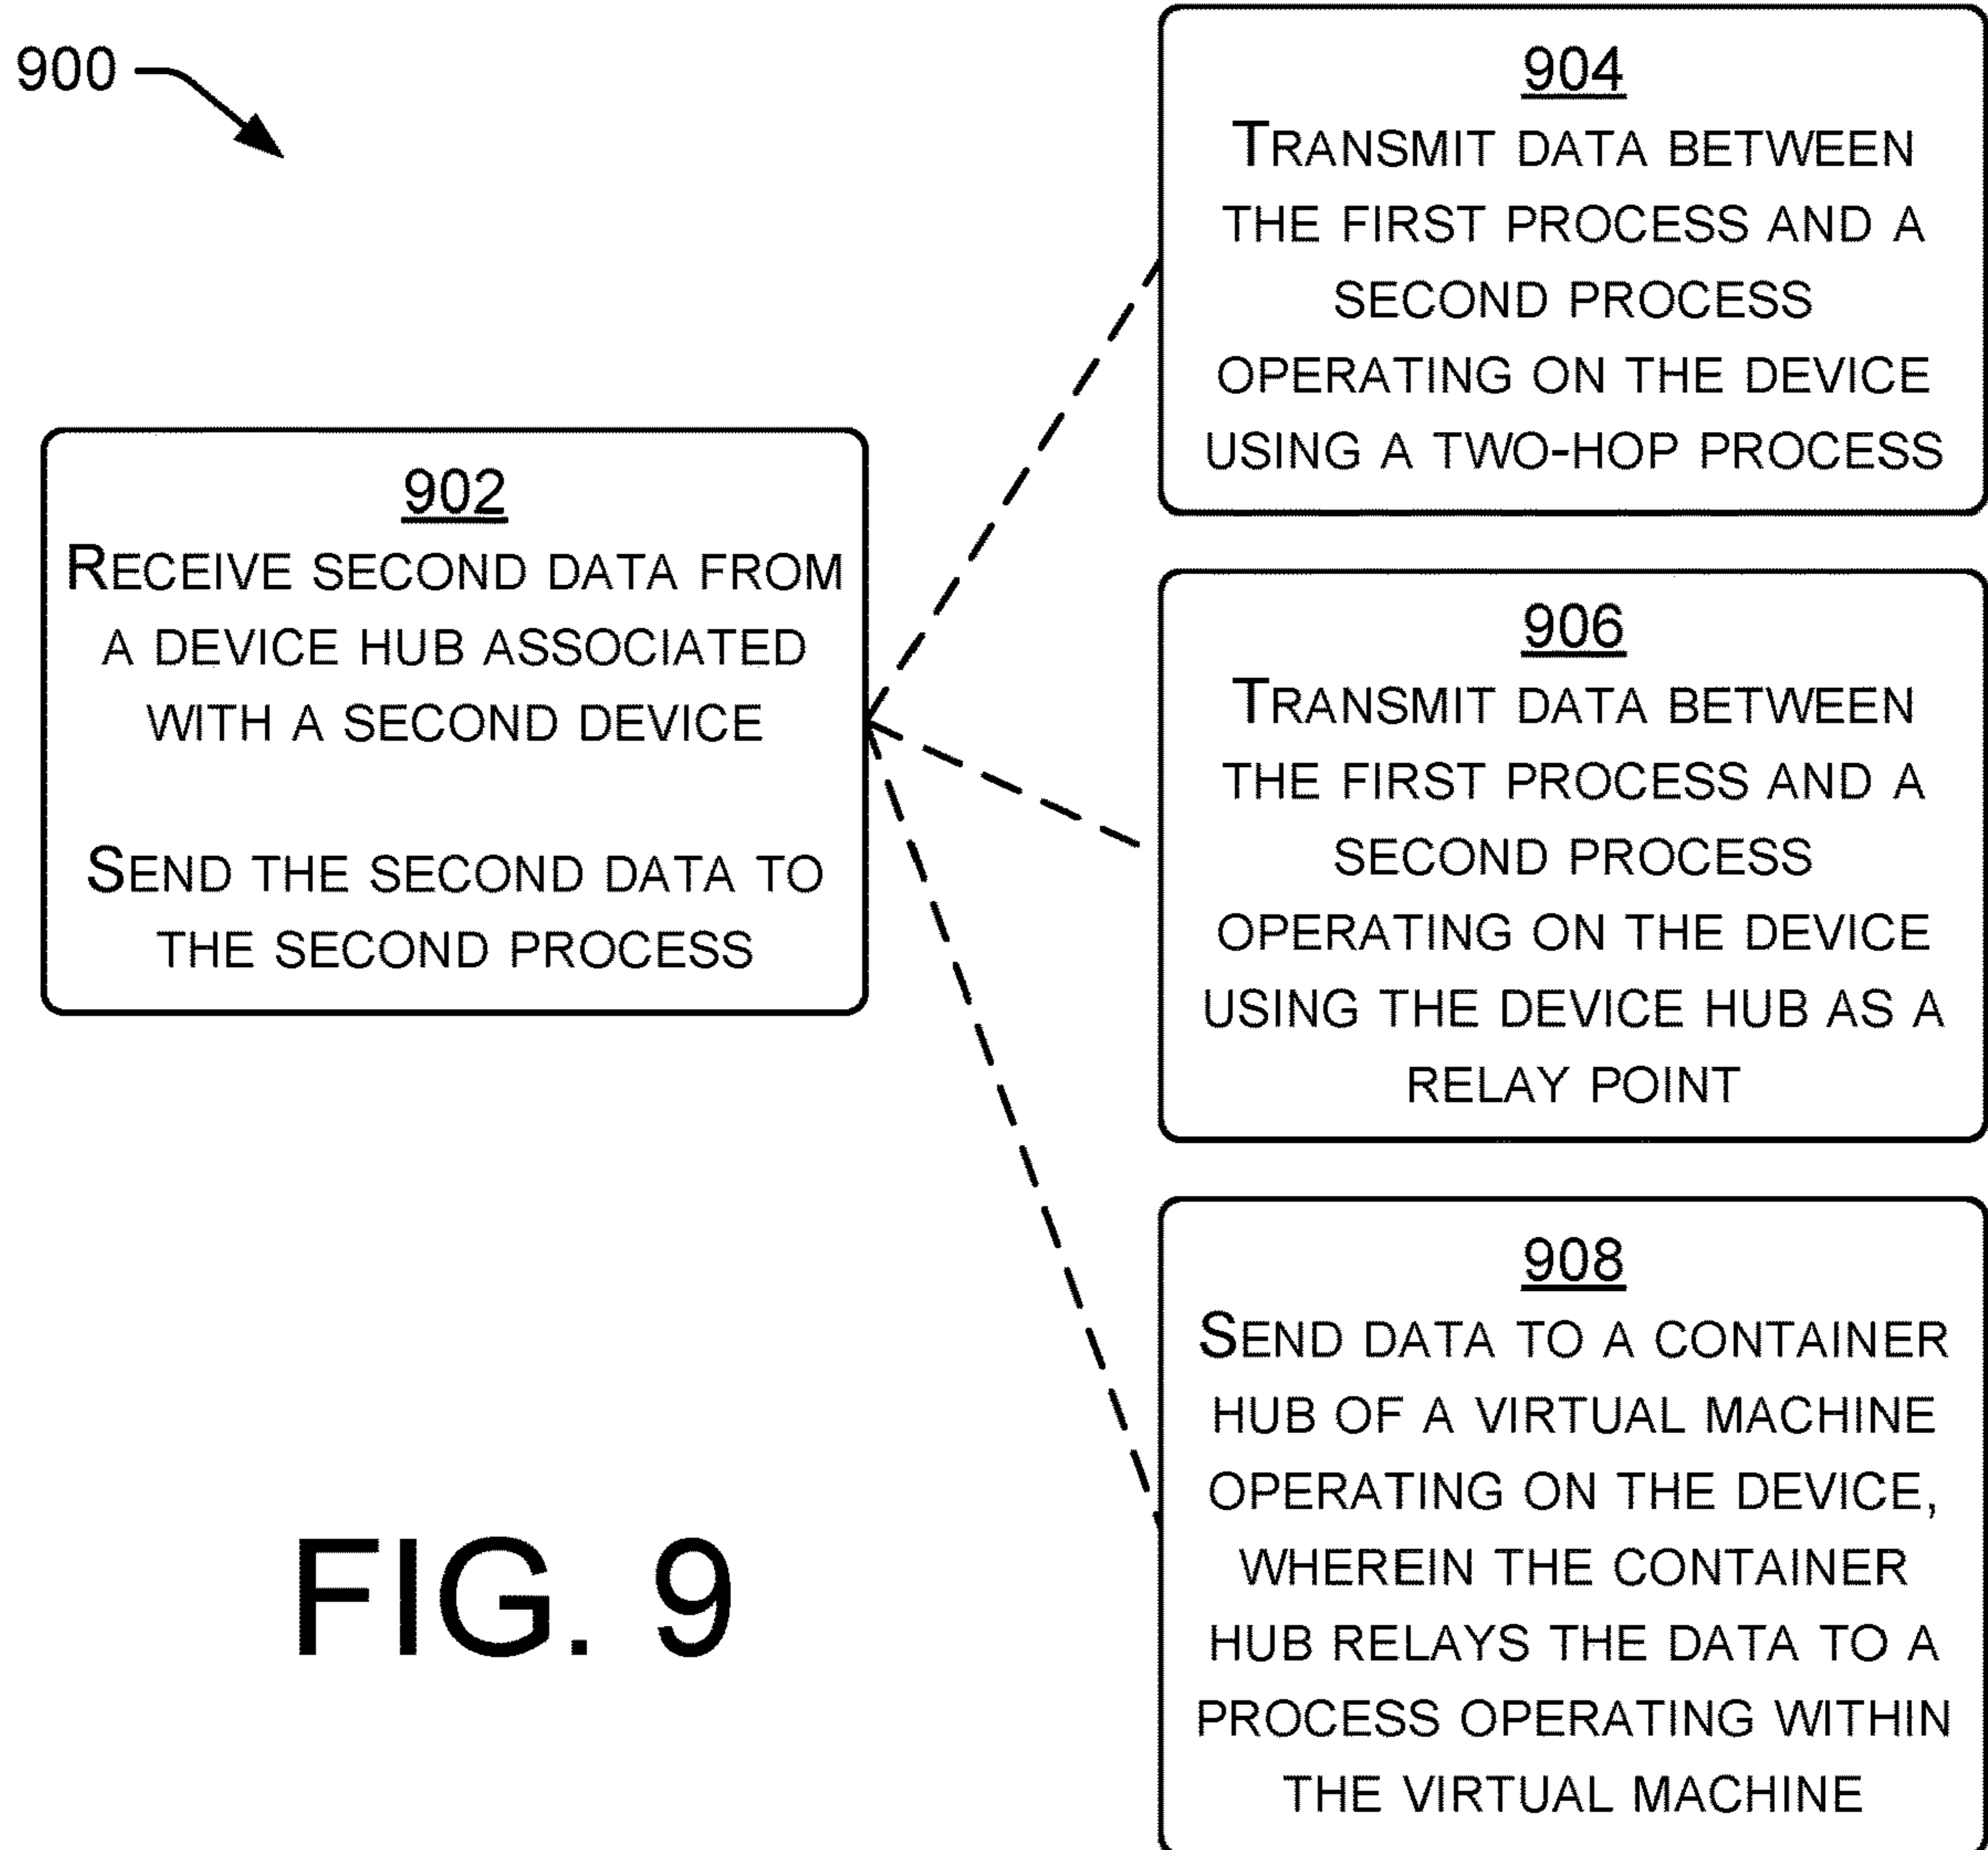 900
902
RECEIVE SECOND DATA FROM
A DEVICE HUB ASSOCIATED
WITH A SECOND DEVICE
SEND THE SECOND DATA TO
THE SECOND PROCESS
904
TRANSMIT DATA BETWEEN
THE FIRST PROCESS AND A
SECOND PROCESS
OPERATING ON THE DEVICE
USING A TWO-HOP PROCESS
906
TRANSMIT DATA BETWEEN
THE FIRST PROCESS AND A
SECOND PROCESS
OPERATING ON THE DEVICE
USING THE DEVICE HUB AS A
RELAY POINT
908
SEND DATA TO A CONTAINER
HUB OF A VIRTUAL MACHINE
OPERATING ON THE DEVICE,
WHEREIN THE CONTAINER
HUB RELAYS THE DATA TO A
PROCESS OPERATING WITHIN
THE VIRTUAL MACHINE
FIG. 9